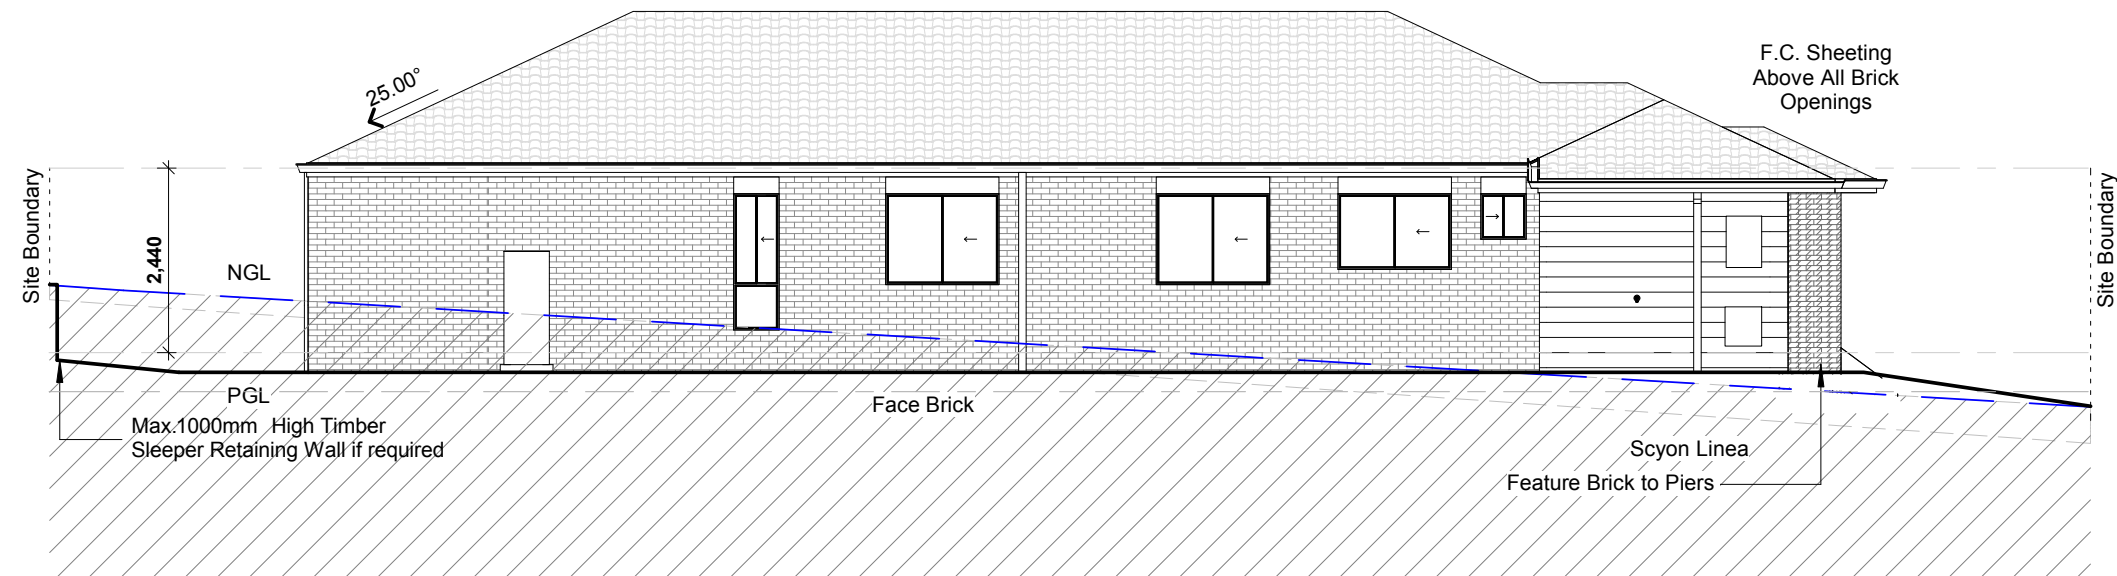 25.00°
F.C. Sheeting
Above All Brick
Openings
Site Boundary
2,440
NGL
Site Boundary
PGL
Max.1000mm High Timber
Sleeper Retaining Wall if required
Face Brick
Scyon Linea
Feature Brick to Piers